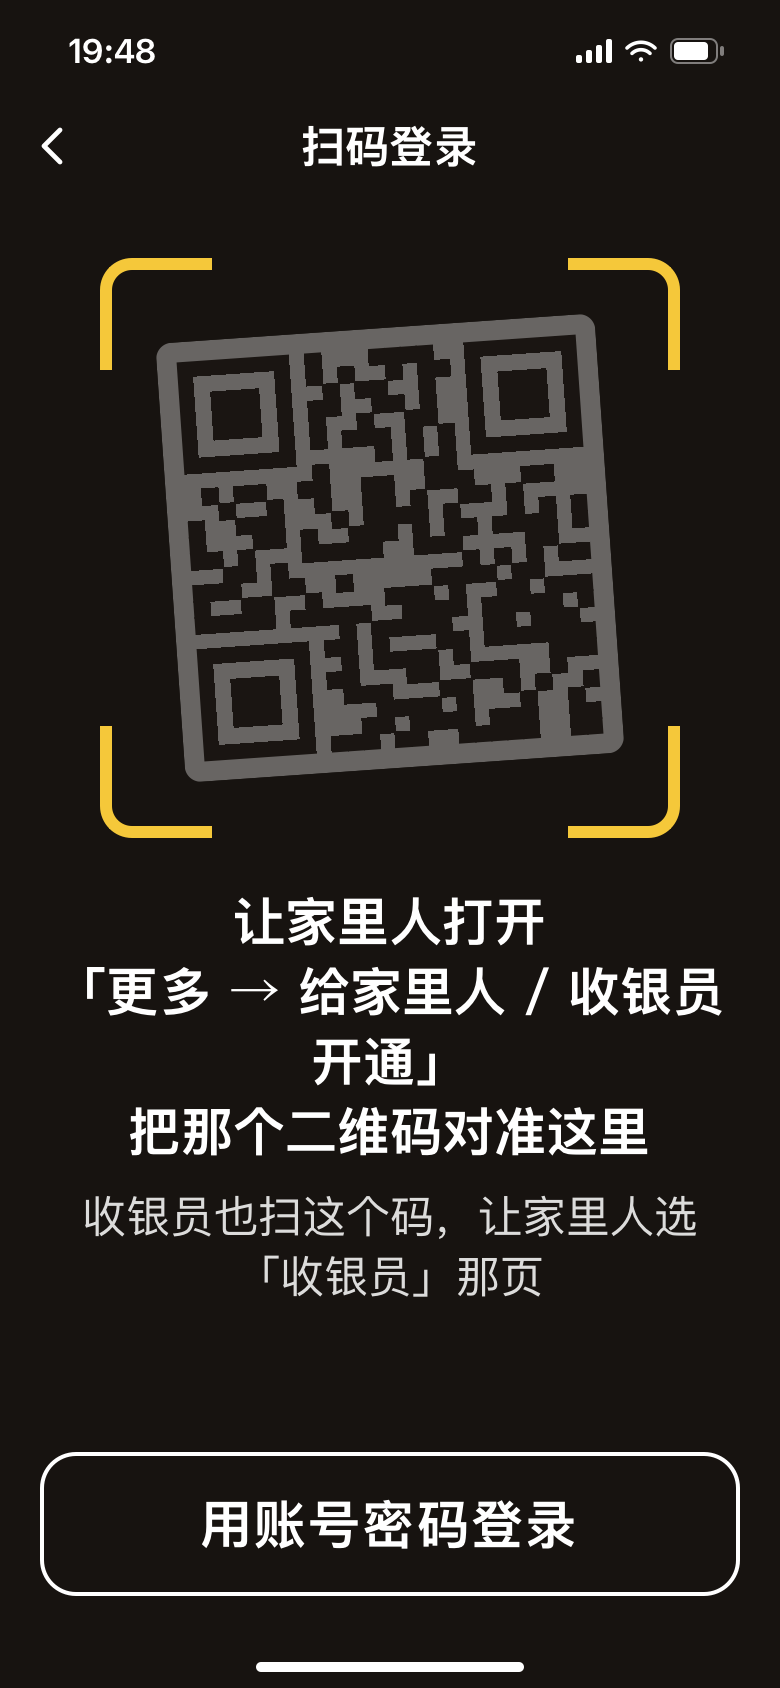 19:48
扫码登录
让家里人打开
「更多 → 给家里人 / 收银员
开通」
把那个二维码对准这里
收银员也扫这个码，让家里人选
「收银员」那页
用账号密码登录